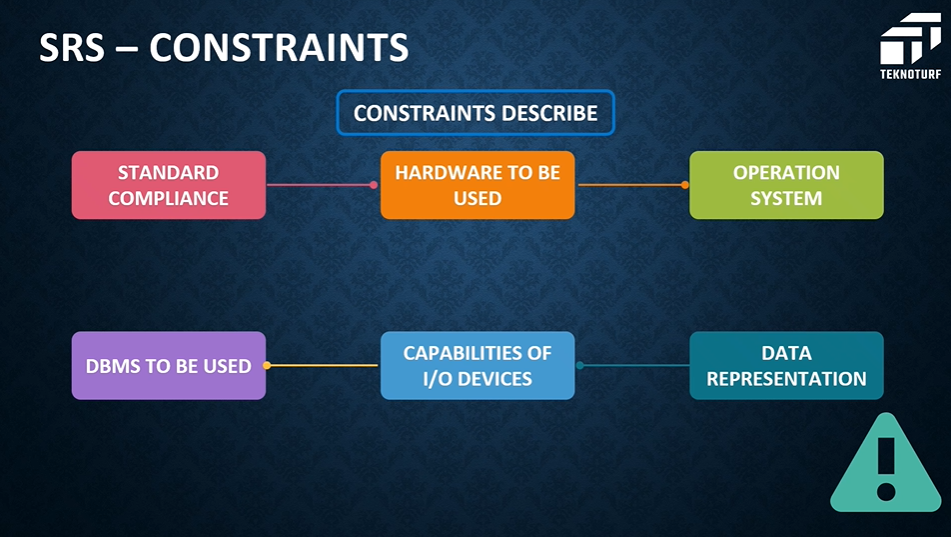 SRS – CONSTRAINTS
TEKNOTURF
CONSTRAINTS DESCRIBE
STANDARD
COMPLIANCE
HARDWARE TO BE
USED
OPERATION
SYSTEM
DBMS TO BE USED
CAPABILITIES OF
I/O DEVICES
DATA
REPRESENTATION